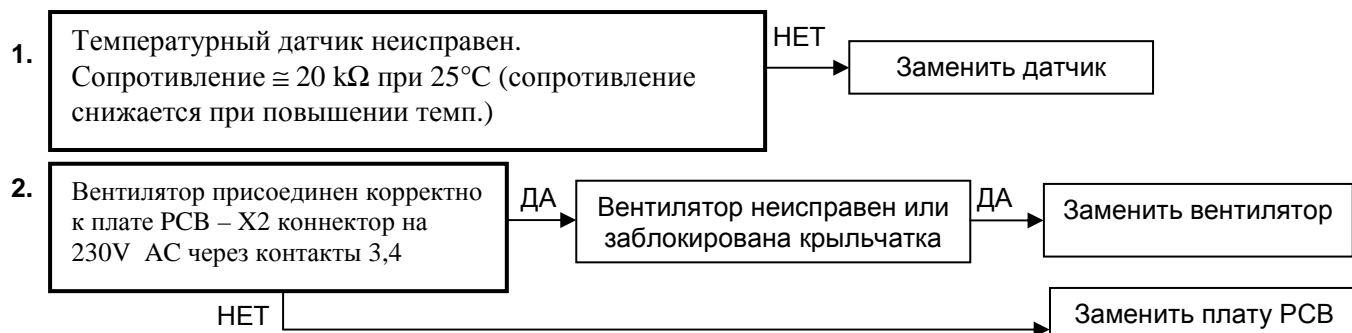 1.
Температурный датчик неисправен.
Сопротивление ≅ 20 kΩ при 25°C (сопротивление
снижается при повышении темп.)
НЕТ
Заменить датчик
2.
Вентилятор присоединен корректно
к плате PCB – X2 коннектор на
230V AC через контакты 3,4
ДА
Вентилятор неисправен или
заблокирована крыльчатка
ДА
Заменить вентилятор
НЕТ
Заменить плату PCB